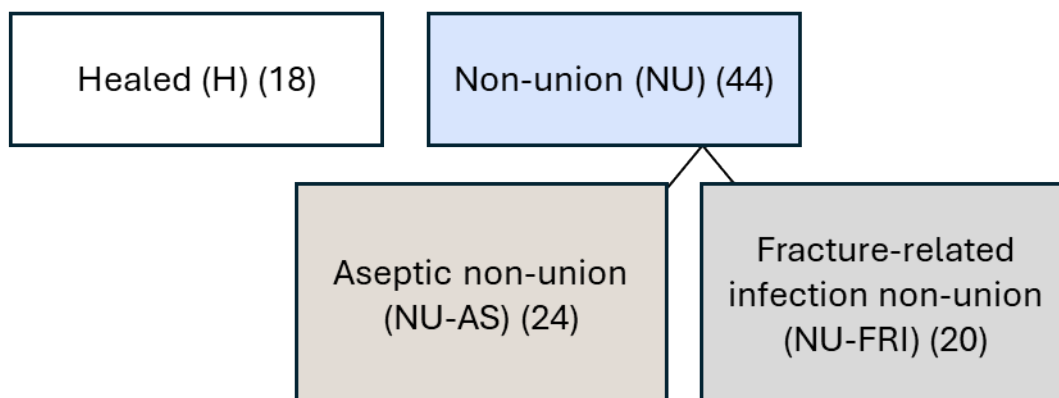 Healed (H) (18)
Non-union (NU) (44)
Aseptic non-union
(NU-AS) (24)
Fracture-related
infection non-union
(NU-FRI) (20)